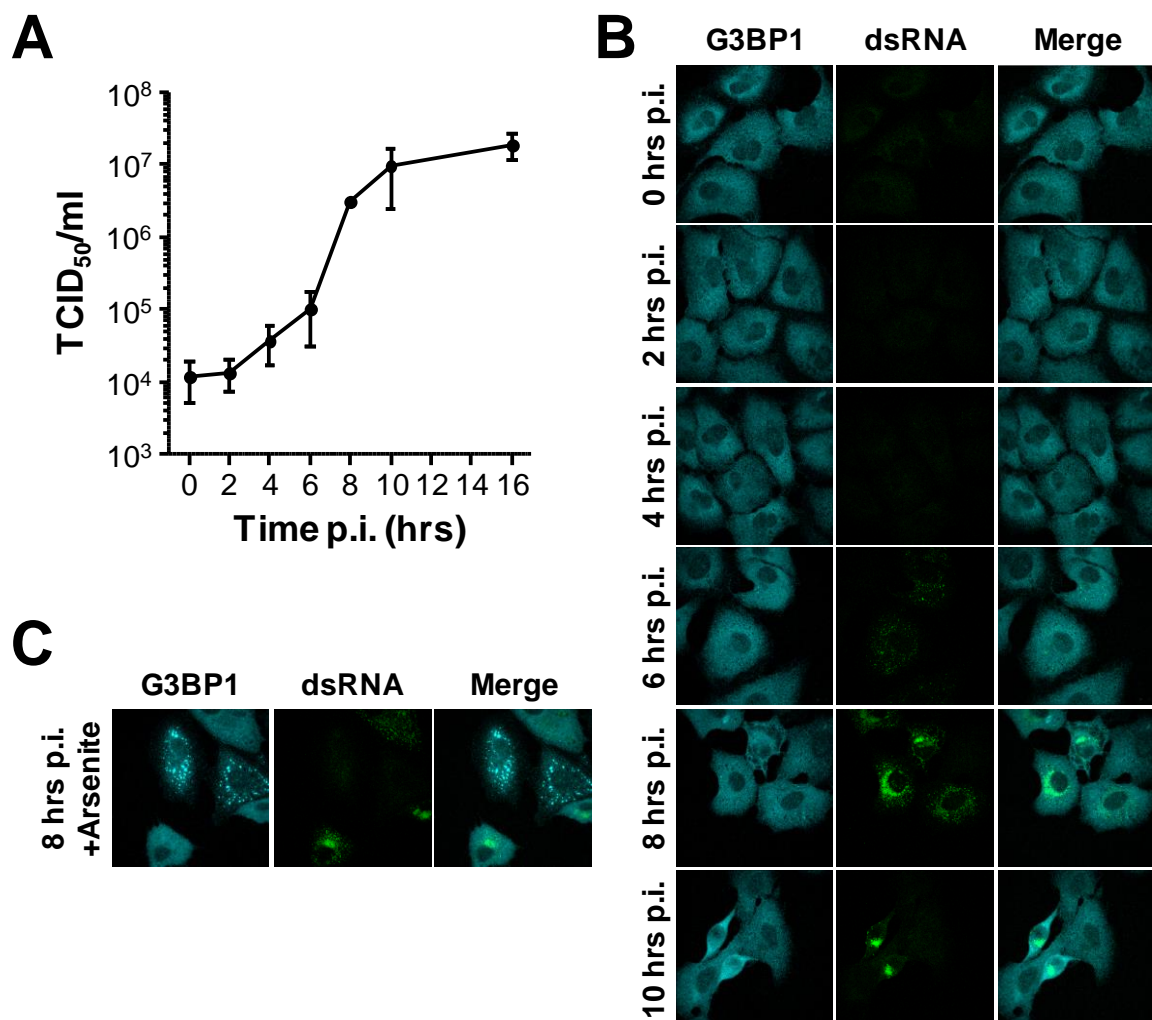 A
10⁸
10⁷
10⁶
10⁵
10⁴
10³
TCID₅₀/ml
0 2 4 6 8 10 12 14 16
Time p.i. (hrs)
B
G3BP1 dsRNA Merge
0 hrs p.i.
2 hrs p.i.
4 hrs p.i.
6 hrs p.i.
8 hrs p.i.
10 hrs p.i.
C
G3BP1 dsRNA Merge
8 hrs p.i.
+Arsenite